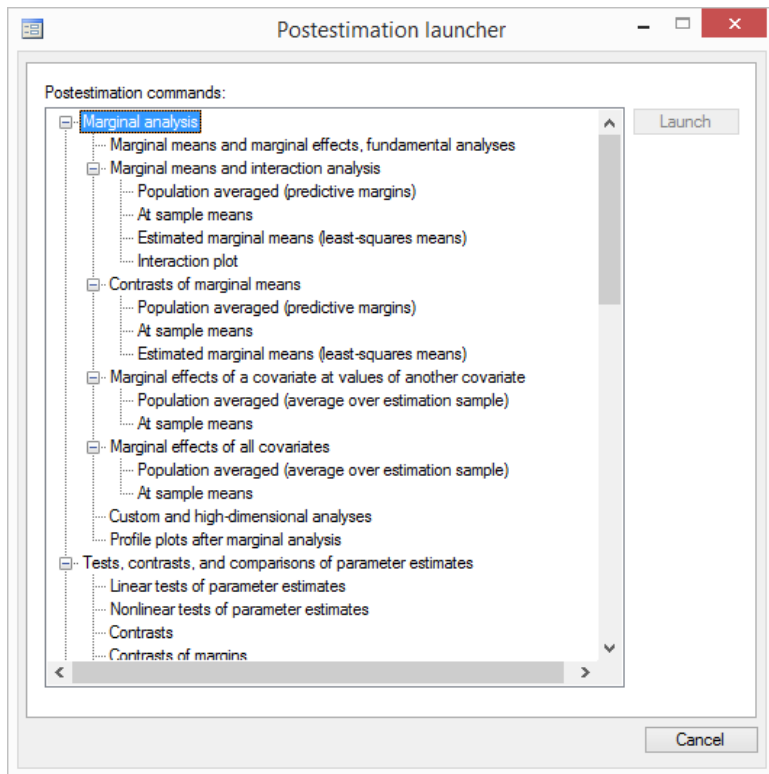 Postestimation launcher
Postestimation commands:
Marginal analysis
Launch
Marginal means and marginal effects, fundamental analyses
Marginal means and interaction analysis
Population averaged (predictive margins)
At sample means
Estimated marginal means (least-squares means)
Interaction plot
Contrasts of marginal means
Population averaged (predictive margins)
At sample means
Estimated marginal means (least-squares means)
Marginal effects of a covariate at values of another covariate
Population averaged (average over estimation sample)
At sample means
Marginal effects of all covariates
Population averaged (average over estimation sample)
At sample means
Custom and high-dimensional analyses
Profile plots after marginal analysis
Tests, contrasts, and comparisons of parameter estimates
Linear tests of parameter estimates
Nonlinear tests of parameter estimates
Contrasts
Contrasts of margins
Cancel